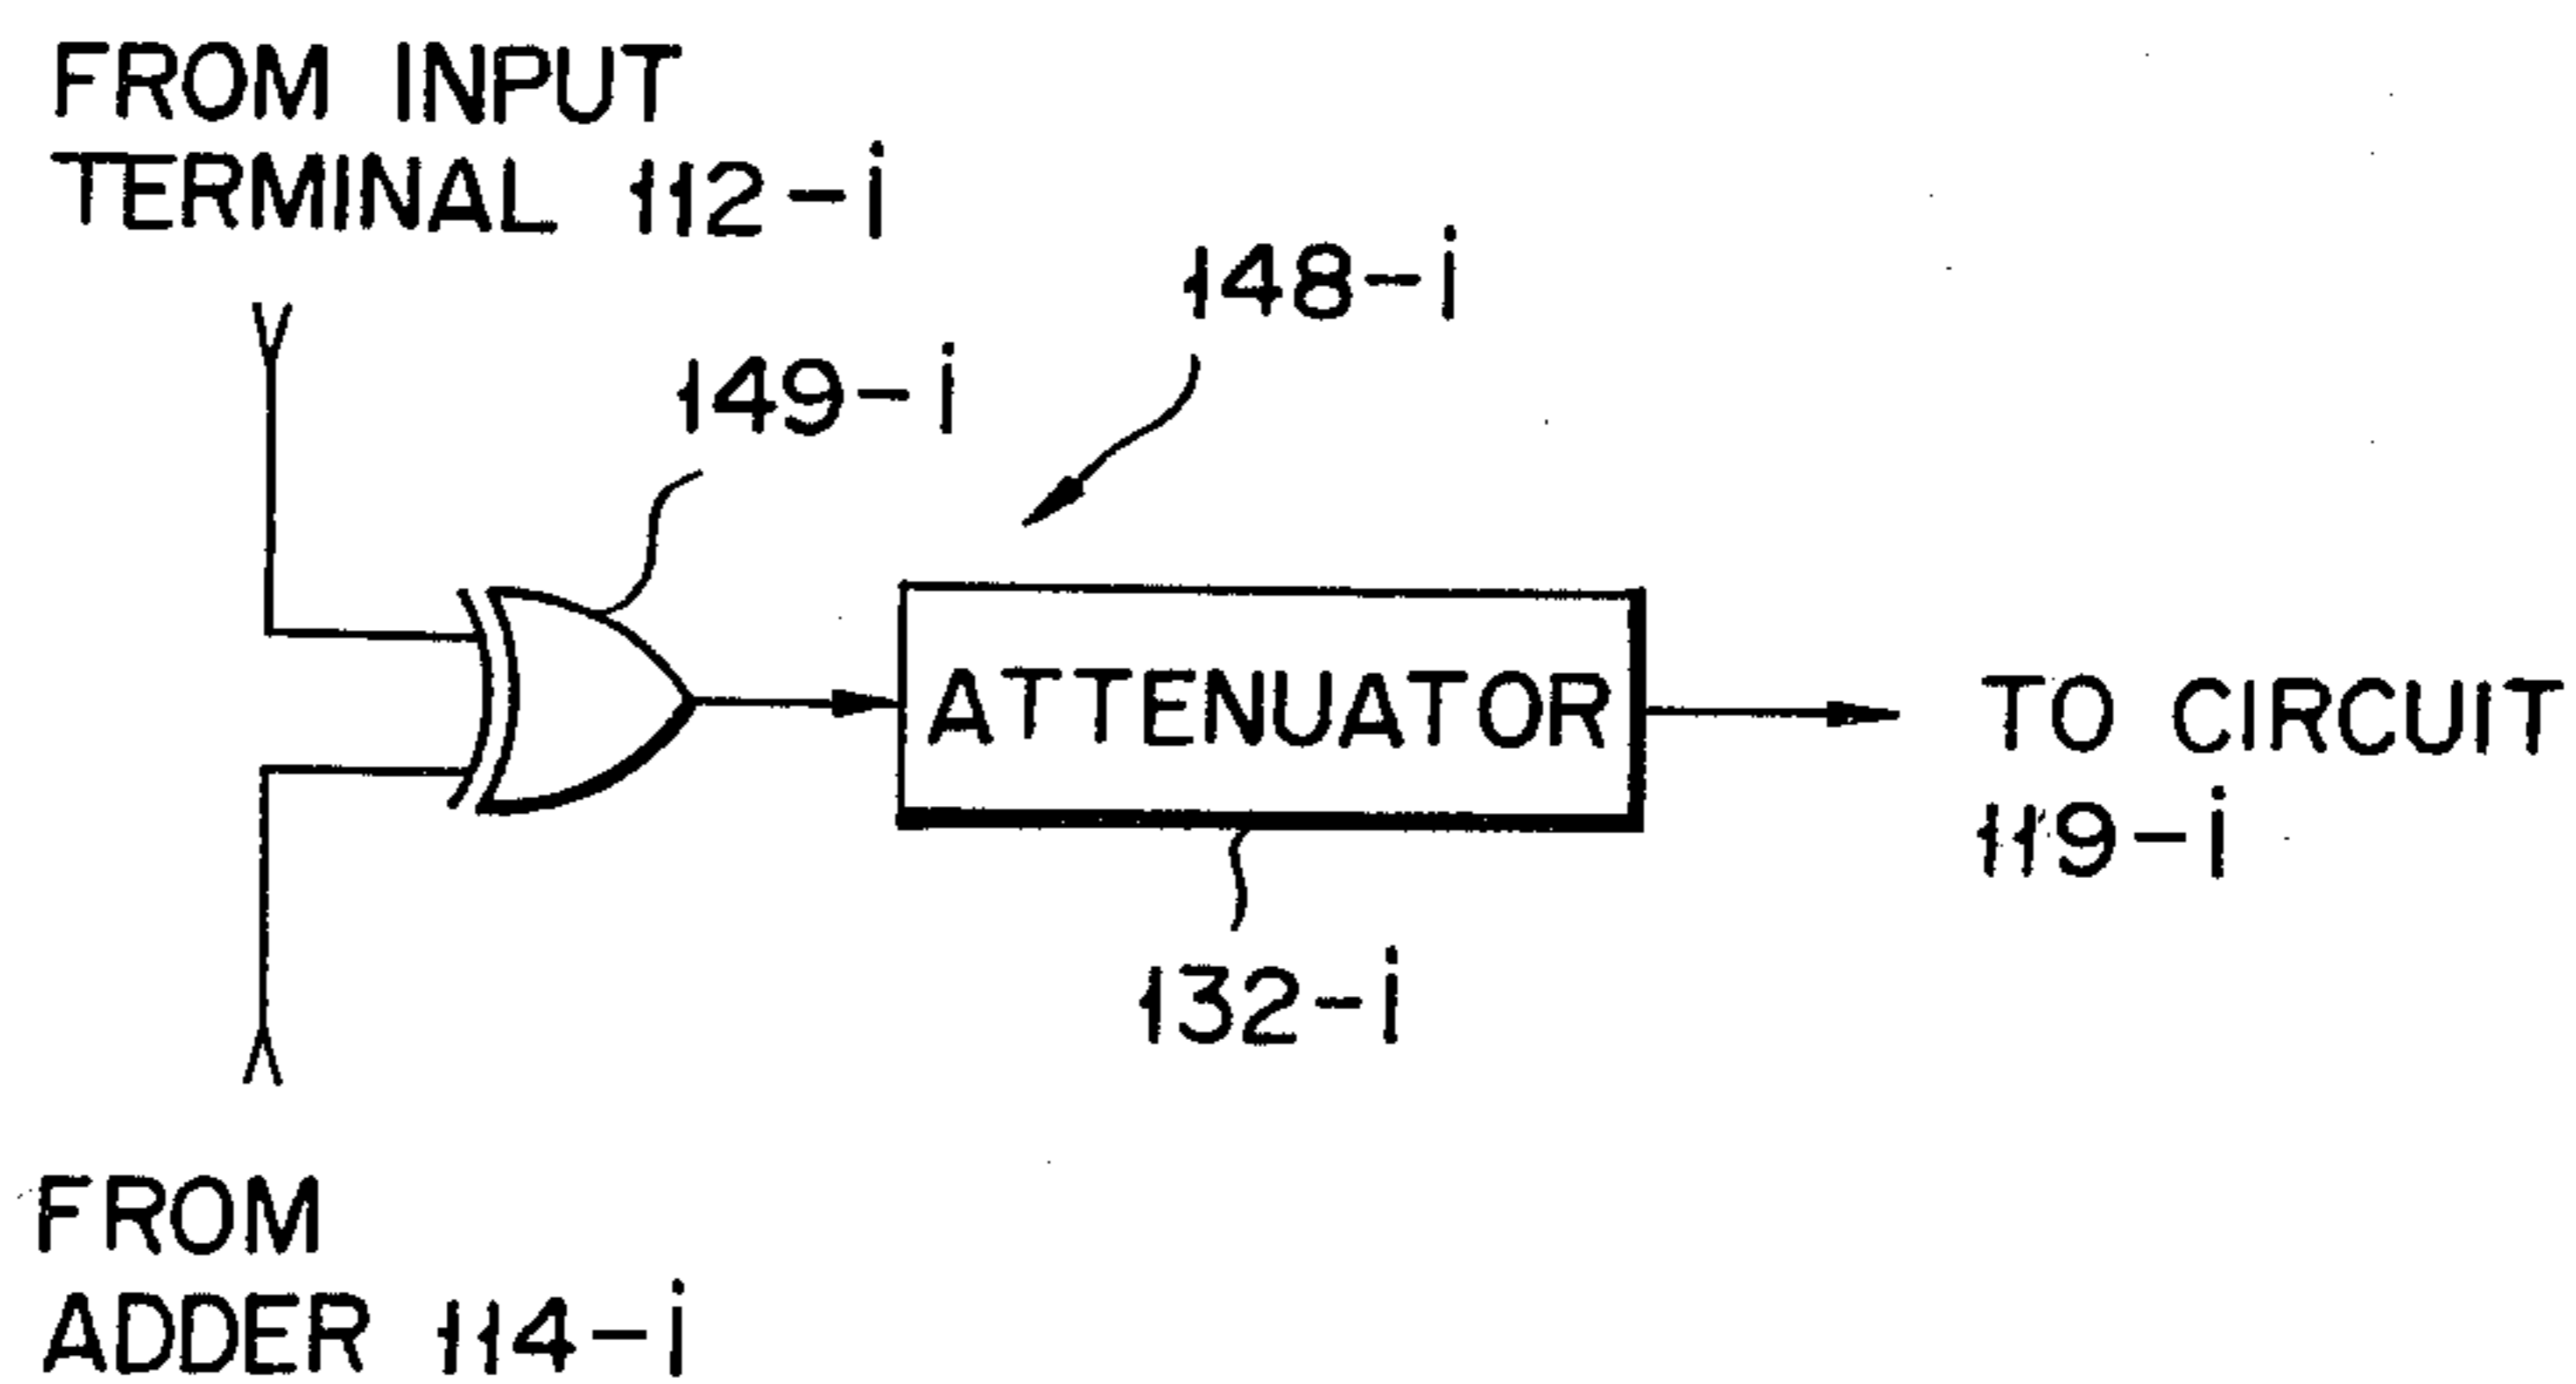 FROM INPUT
TERMINAL 112-i
148-i
149-i
ATTENUATOR
TO CIRCUIT
119-i
132-i
FROM
ADDER 114-i